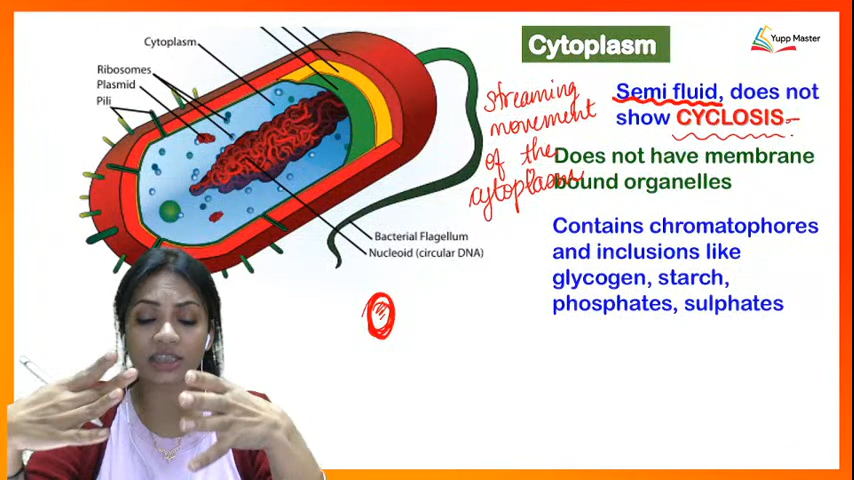 Cytoplasm
Yupp Master
Cytoplasm
Ribosomes
Plasmid
Pili
Bacterial Flagellum
Nucleoid (circular DNA)
streaming
movement
of the
cytoplasm
Semi fluid, does not
show CYCLOSIS.
Does not have membrane
bound organelles
Contains chromatophores
and inclusions like
glycogen, starch,
phosphates, sulphates